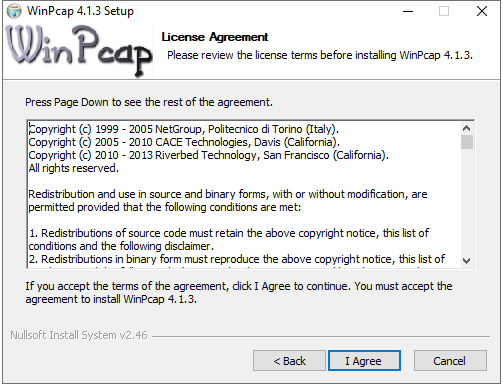 WinPcap 4.1.3 Setup
WinPcap
License Agreement
Please review the license terms before installing WinPcap 4.1.3.
Press Page Down to see the rest of the agreement.
Copyright (c) 1999 - 2005 NetGroup, Politecnico di Torino (Italy).
Copyright (c) 2005 - 2010 CACE Technologies, Davis (California).
Copyright (c) 2010 - 2013 Riverbed Technology, San Francisco (California).
All rights reserved.
Redistribution and use in source and binary forms, with or without modification, are
permitted provided that the following conditions are met:
1. Redistributions of source code must retain the above copyright notice, this list of
conditions and the following disclaimer.
2. Redistributions in binary form must reproduce the above copyright notice, this list of
If you accept the terms of the agreement, click I Agree to continue. You must accept the
agreement to install WinPcap 4.1.3.
Nullsoft Install System v2.46
< Back
I Agree
Cancel